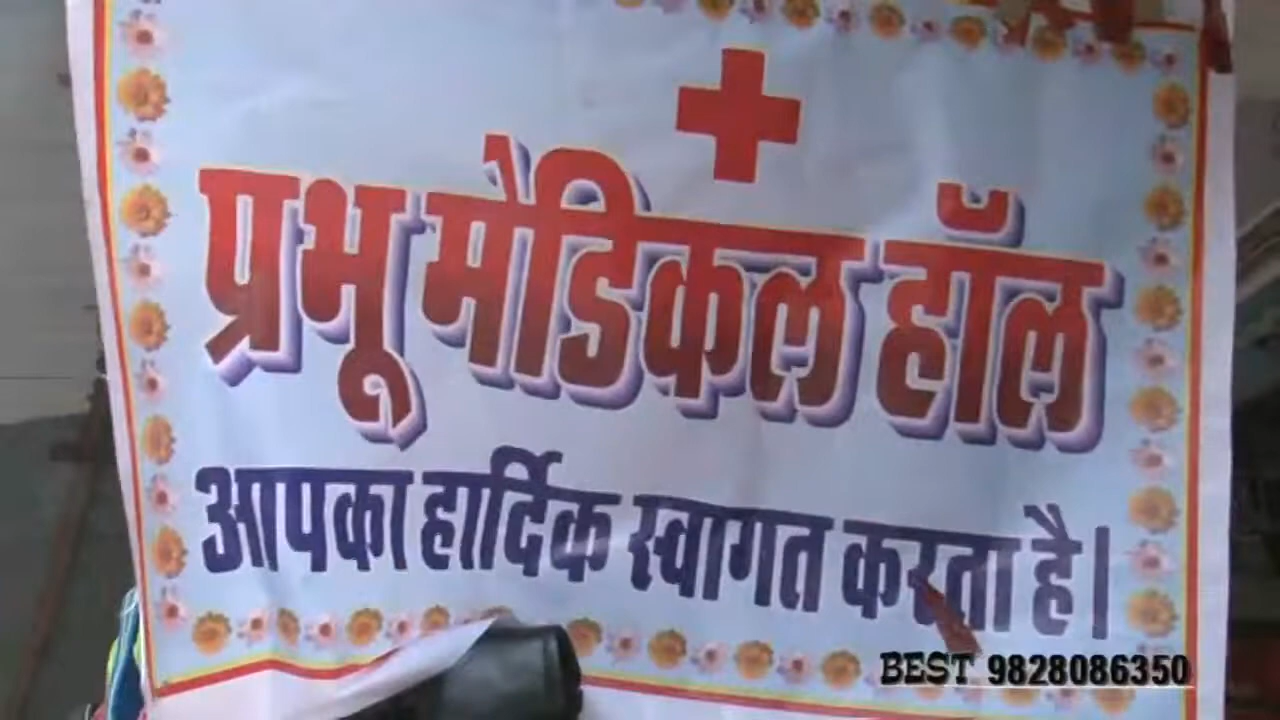 प्रभू मेडिकल हॉल
आपका हार्दिक स्वागत करता है।
BEST 9828086350